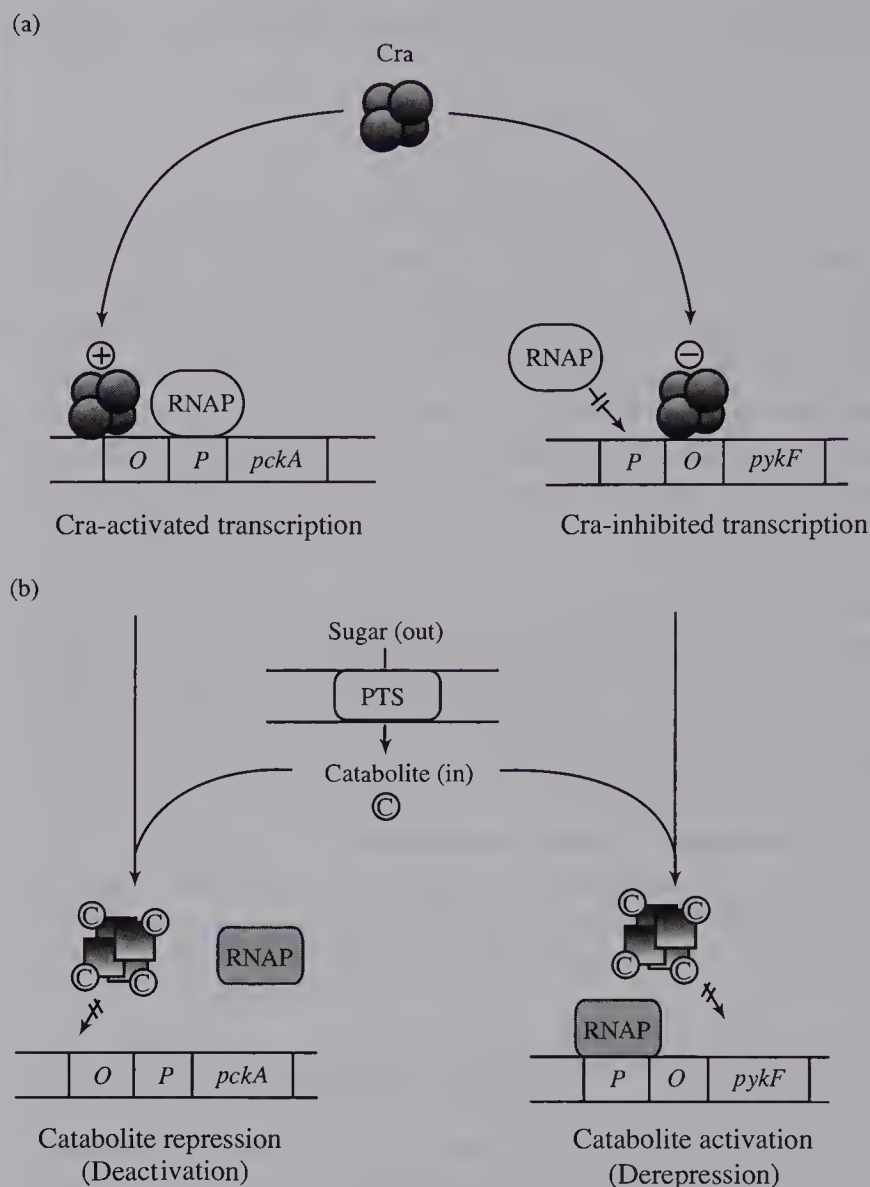 (a)
Cra
+
RNAP
O P pckA
Cra-activated transcription
RNAP
−
P O pykF
Cra-inhibited transcription
(b)
Sugar (out)
PTS
Catabolite (in)
C
C C
C C
RNAP
O P pckA
Catabolite repression
(Deactivation)
C C
C C
RNAP
P O pykF
Catabolite activation
(Derepression)